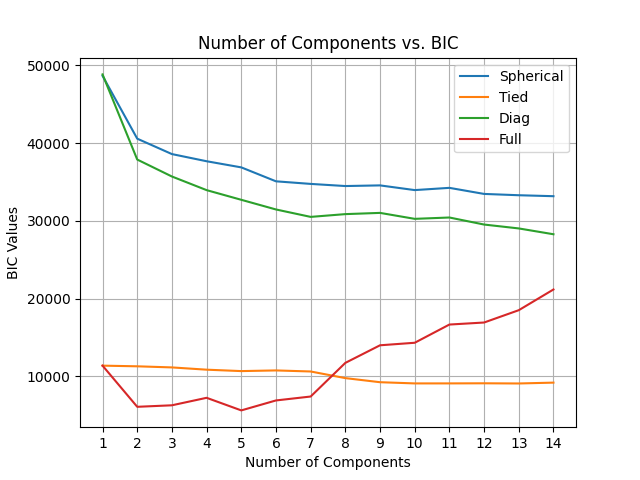 Number of Components vs. BIC
BIC Values
50000
40000
30000
20000
10000
Spherical
Tied
Diag
Full
1 2 3 4 5 6 7 8 9 10 11 12 13 14
Number of Components